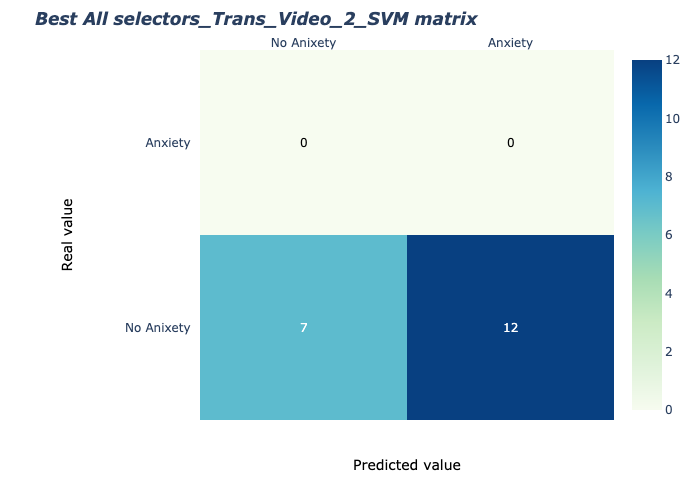 Best All selectors_Trans_Video_2_SVM matrix
No Anixety Anxiety
12
10
8
6
4
2
0
Anxiety 0 0
No Anixety 7 12
Real value
Predicted value